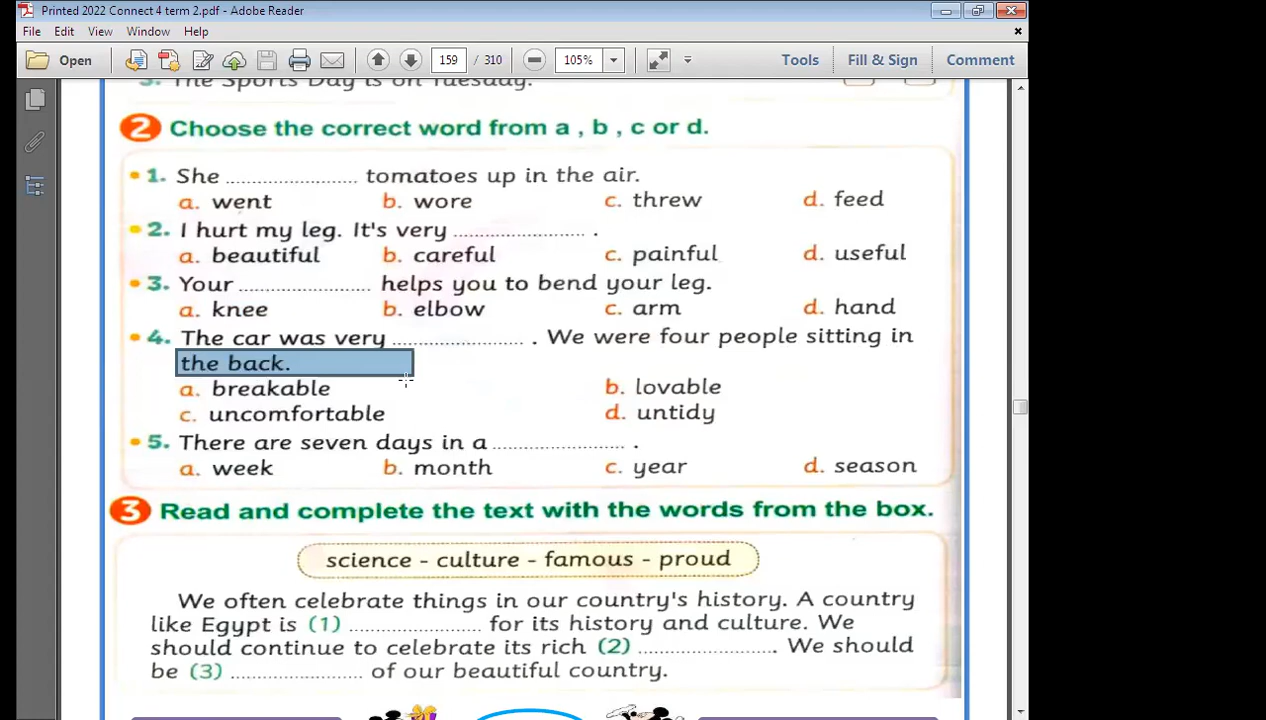 Printed 2022 Connect 4 term 2.pdf - Adobe Reader
File Edit View Window Help
Open 159 / 310 105% Tools Fill & Sign Comment
The Sports Day is on Tuesday.
2 Choose the correct word from a , b , c or d.
1. She ..................... tomatoes up in the air.
a. went b. wore c. threw d. feed
2. I hurt my leg. It's very ..................... .
a. beautiful b. careful c. painful d. useful
3. Your ..................... helps you to bend your leg.
a. knee b. elbow c. arm d. hand
4. The car was very ..................... . We were four people sitting in
the back.
a. breakable b. lovable
c. uncomfortable d. untidy
5. There are seven days in a ..................... .
a. week b. month c. year d. season
3 Read and complete the text with the words from the box.
science - culture - famous - proud
We often celebrate things in our country's history. A country
like Egypt is (1) ..................... for its history and culture. We
should continue to celebrate its rich (2) ..................... . We should
be (3) ..................... of our beautiful country.